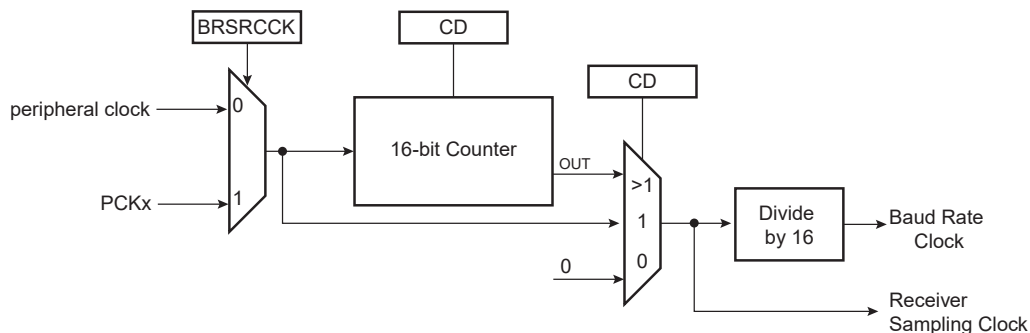 BRSRCCK
CD
CD
peripheral clock
0
16-bit Counter
OUT
>1
PCKx
1
1
Divide
by 16
Baud Rate
Clock
0
0
Receiver
Sampling Clock